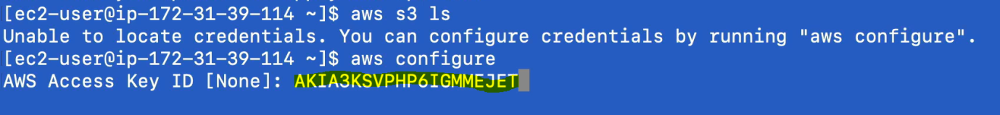 [ec2-user@ip-172-31-39-114 ~]$ aws s3 ls
Unable to locate credentials. You can configure credentials by running "aws configure".
[ec2-user@ip-172-31-39-114 ~]$ aws configure
AWS Access Key ID [None]: AKIA3KSVPHP6IGMMEJET